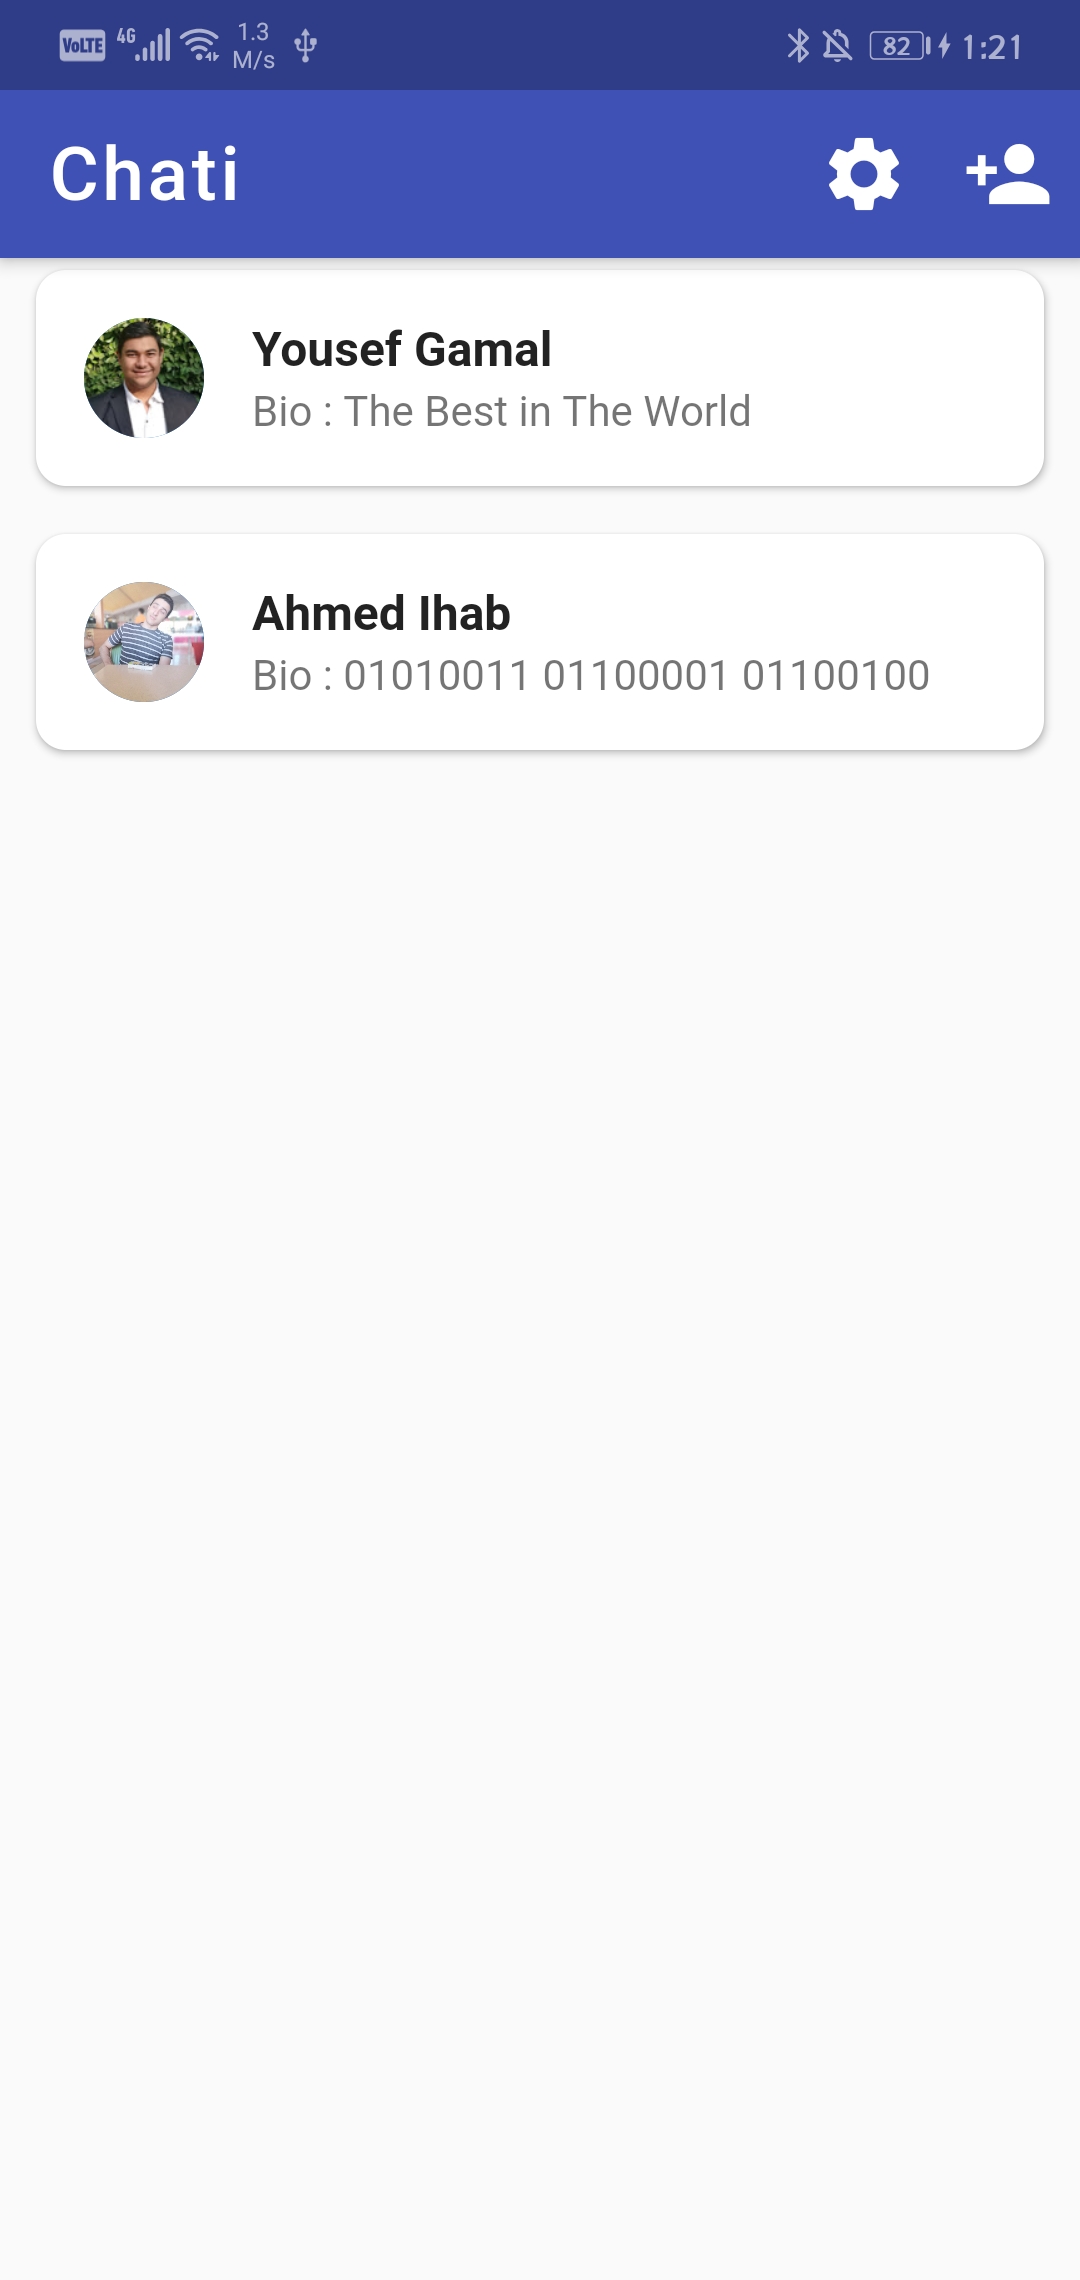 VoLTE 4G 1.3 M/s 82 1:21
Chati
Yousef Gamal
Bio : The Best in The World
Ahmed Ihab
Bio : 01010011 01100001 01100100